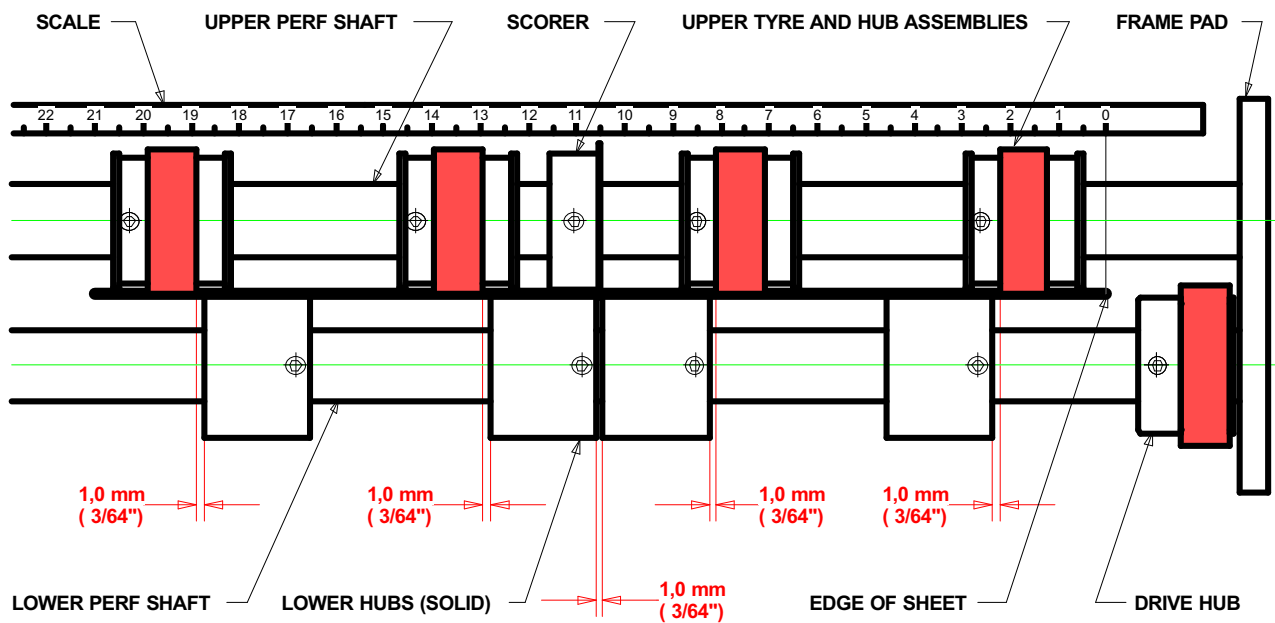 SCALE UPPER PERF SHAFT SCORER UPPER TYRE AND HUB ASSEMBLIES FRAME PAD
22 21 20 19 18 17 16 15 14 13 12 11 10 9 8 7 6 5 4 3 2 1 0
1,0 mm 1,0 mm 1,0 mm 1,0 mm
( 3/64") ( 3/64") ( 3/64") ( 3/64")
1,0 mm
( 3/64")
LOWER PERF SHAFT LOWER HUBS (SOLID) EDGE OF SHEET DRIVE HUB